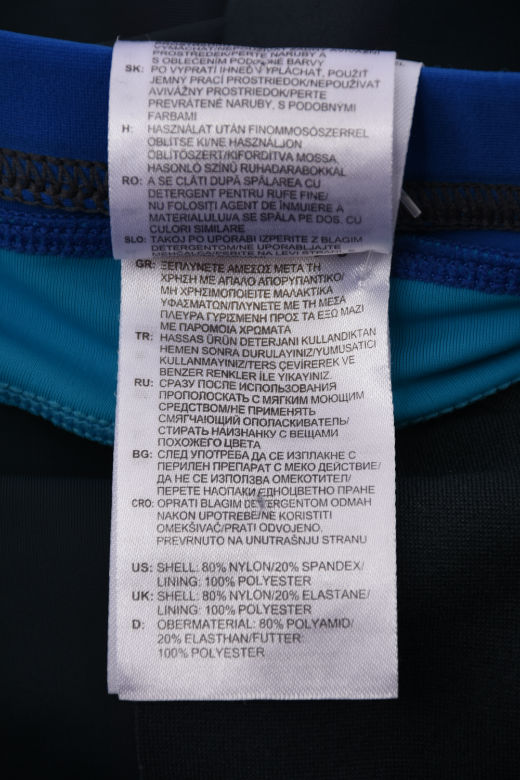 PROSTREDEK/PERTE NARUBY A
S OBLEČENÍM PODOBNÉ BARVY
SK: PO VYPRATÍ IHNEĎ VYPLÁCHAT, POUŽIŤ
JEMNÝ PRACÍ PROSTRIEDOK/NEPOUŽÍVAT
AVIVÁŽNY PROSTRIEDOK/PERTE
PREVRÁTENÉ NARUBY, S PODOBNYMI
FARBAMI
H: HASZNÁLAT UTÁN FINOMMOSÓSZERREL
ÖBLÍTSE KI/NE HASZNÁLJON
ÖBLÍTŐSZERT/KIFORDÍTVA MOSSA,
HASONLÓ SZÍNŰ RUHADARABOKKAL
RO: A SE CLĂTI DUPĂ SPĂLAREA CU
DETERGENT PENTRU RUFE FINE/
NU FOLOSIȚI AGENT DE ÎNMUIERE A
MATERIALULUI/A SE SPĂLA PE DOS, CU
CULORI SIMILARE
SLO: TAKOJ PO UPORABI IZPERITE Z BLAGIM
DETERGENTOM/NE UPORABLJAJTE
GR: ΞΕΠΛΥΝΕΤΕ ΑΜΕΣΩΣ ΜΕΤΑ ΤΗ
ΧΡΗΣΗ ΜΕ ΑΠΑΛΟ ΑΠΟΡΥΠΑΝΤΙΚΟ/
ΜΗ ΧΡΗΣΙΜΟΠΟΙΕΙΤΕ ΜΑΛΑΚΤΙΚΑ
ΥΦΑΣΜΑΤΩΝ/ΠΛΥΝΕΤΕ ΜΕ ΤΗ ΜΕΣΑ
ΠΛΕΥΡΑ ΓΥΡΙΣΜΕΝΗ ΠΡΟΣ ΤΑ ΕΞΩ ΜΑΖΙ
ΜΕ ΠΑΡΟΜΟΙΑ ΧΡΩΜΑΤΑ
TR: HASSAS ÜRÜN DETERJANI KULLANDIKTAN
HEMEN SONRA DURULAYINIZ/YUMUŞATICI
KULLANMAYINIZ/TERS ÇEVİREREK VE
BENZER RENKLER İLE YIKAYINIZ.
RU: СРАЗУ ПОСЛЕ ИСПОЛЬЗОВАНИЯ
ПРОПОЛОСКАТЬ С МЯГКИМ МОЮЩИМ
СРЕДСТВОМ/НЕ ПРИМЕНЯТЬ
СМЯГЧАЮЩИЙ ОПОЛАСКИВАТЕЛЬ/
СТИРАТЬ НАИЗНАНКУ С ВЕЩАМИ
ПОХОЖЕГО ЦВЕТА
BG: СЛЕД УПОТРЕБА ДА СЕ ИЗПЛАКНЕ С
ПЕРИЛЕН ПРЕПАРАТ С МЕКО ДЕЙСТВИЕ/
ДА НЕ СЕ ИЗПОЛЗВА ОМЕКОТИТЕЛ/
ПЕРЕТЕ НАОПАКИ ЕДНОЦВЕТНО ПРАНЕ
CRO: OPRATI BLAGIM DETERGENTOM ODMAH
NAKON UPOTREBE/NE KORISTITI
OMEKŠIVAČ/PRATI ODVOJENO,
PREVRNUTO NA UNUTRAŠNJU STRANU
US: SHELL: 80% NYLON/20% SPANDEX/
LINING: 100% POLYESTER
UK: SHELL: 80% NYLON/20% ELASTANE/
LINING: 100% POLYESTER
D: OBERMATERIAL: 80% POLYAMID/
20% ELASTHAN/FUTTER:
100% POLYESTER